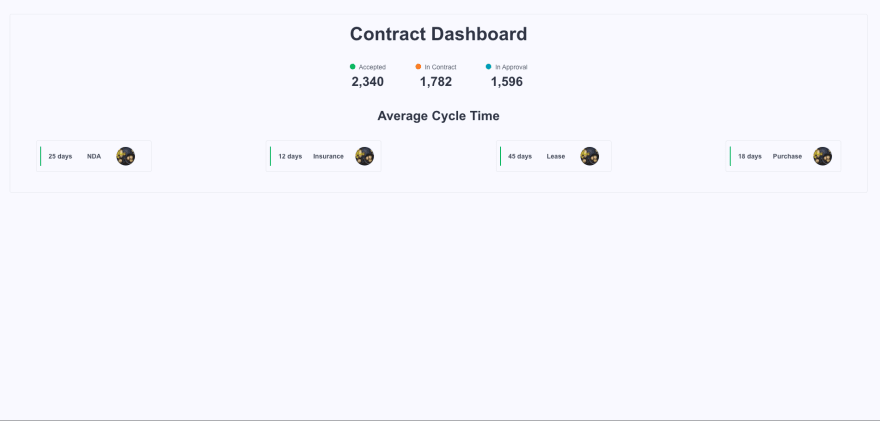 Contract Dashboard
Accepted In Contract In Approval
2,340 1,782 1,596
Average Cycle Time
25 days NDA 12 days Insurance 45 days Lease 18 days Purchase